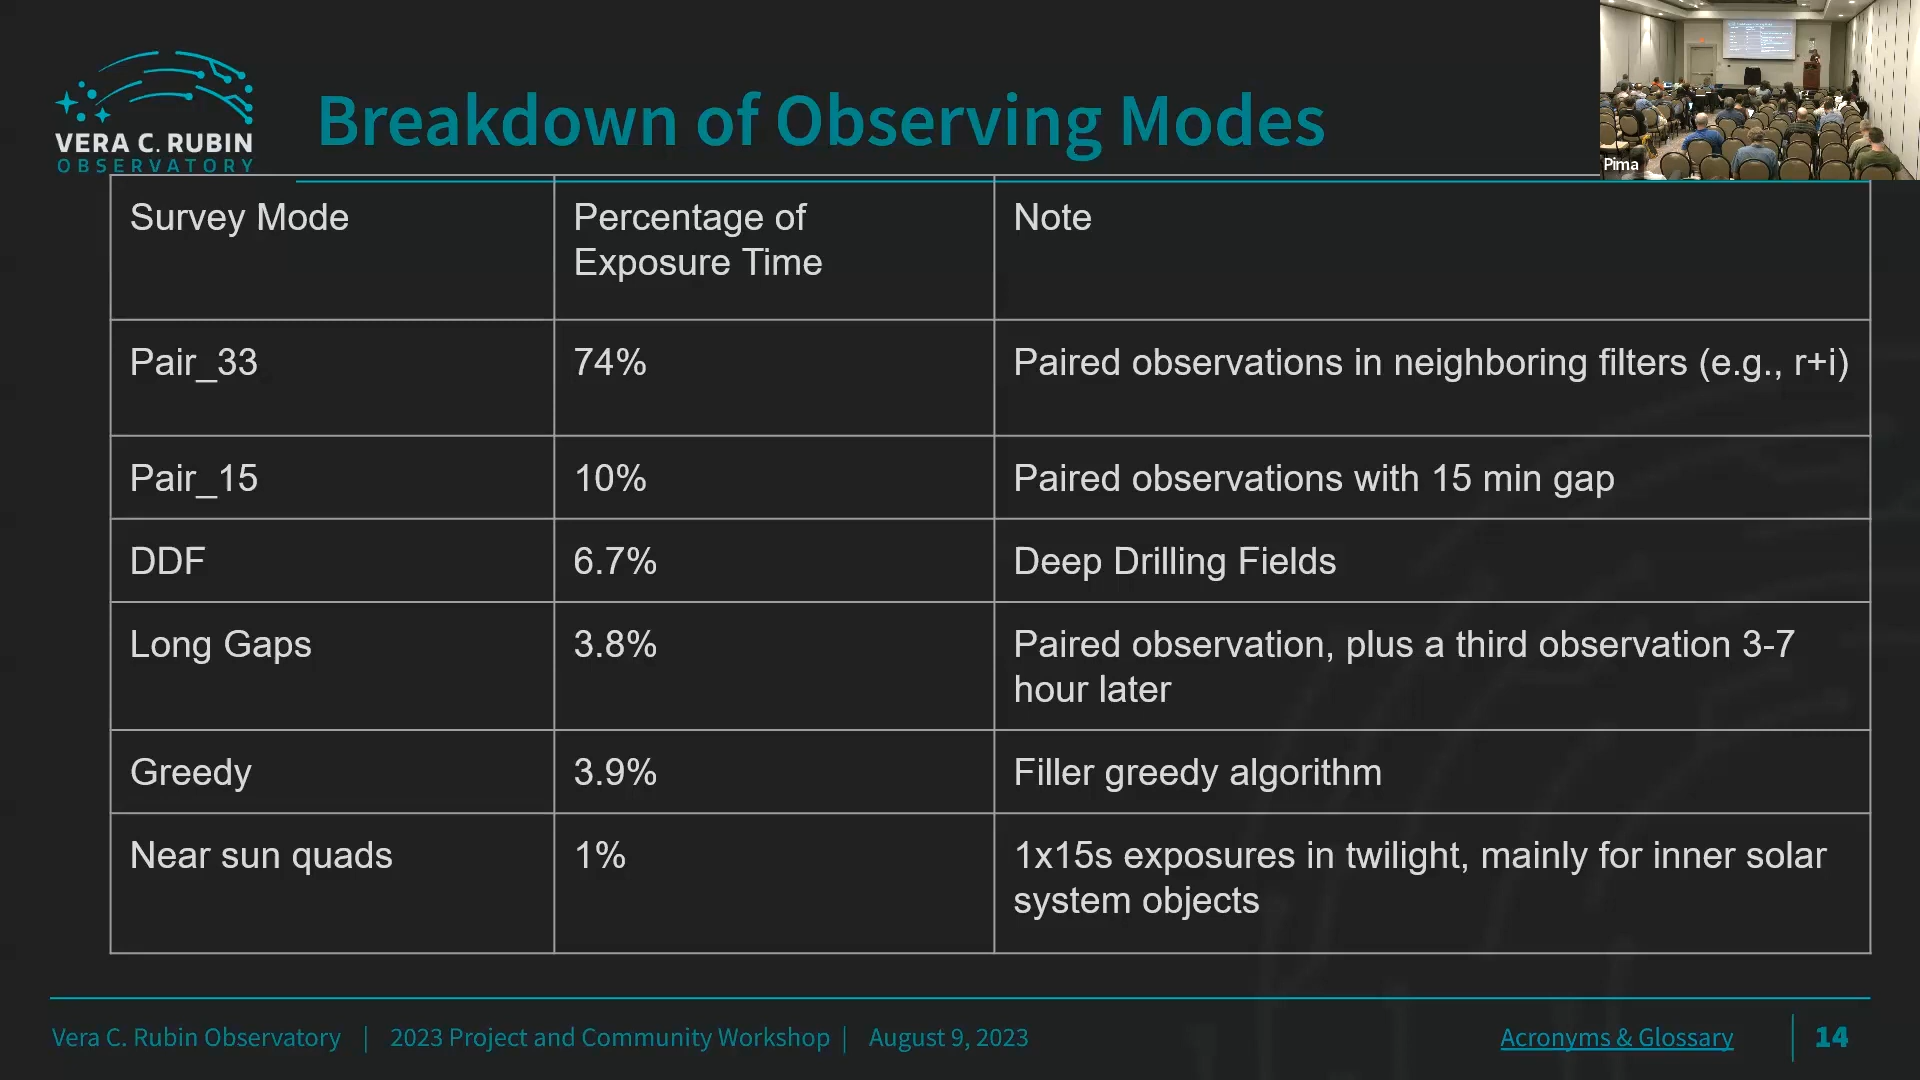 VERA C. RUBIN
OBSERVATORY
Breakdown of Observing Modes
Pima
Survey Mode
Percentage of
Exposure Time
Note
Pair_33
74%
Paired observations in neighboring filters (e.g., r+i)
Pair_15
10%
Paired observations with 15 min gap
DDF
6.7%
Deep Drilling Fields
Long Gaps
3.8%
Paired observation, plus a third observation 3-7
hour later
Greedy
3.9%
Filler greedy algorithm
Near sun quads
1%
1x15s exposures in twilight, mainly for inner solar
system objects
Vera C. Rubin Observatory | 2023 Project and Community Workshop | August 9, 2023
Acronyms & Glossary
14